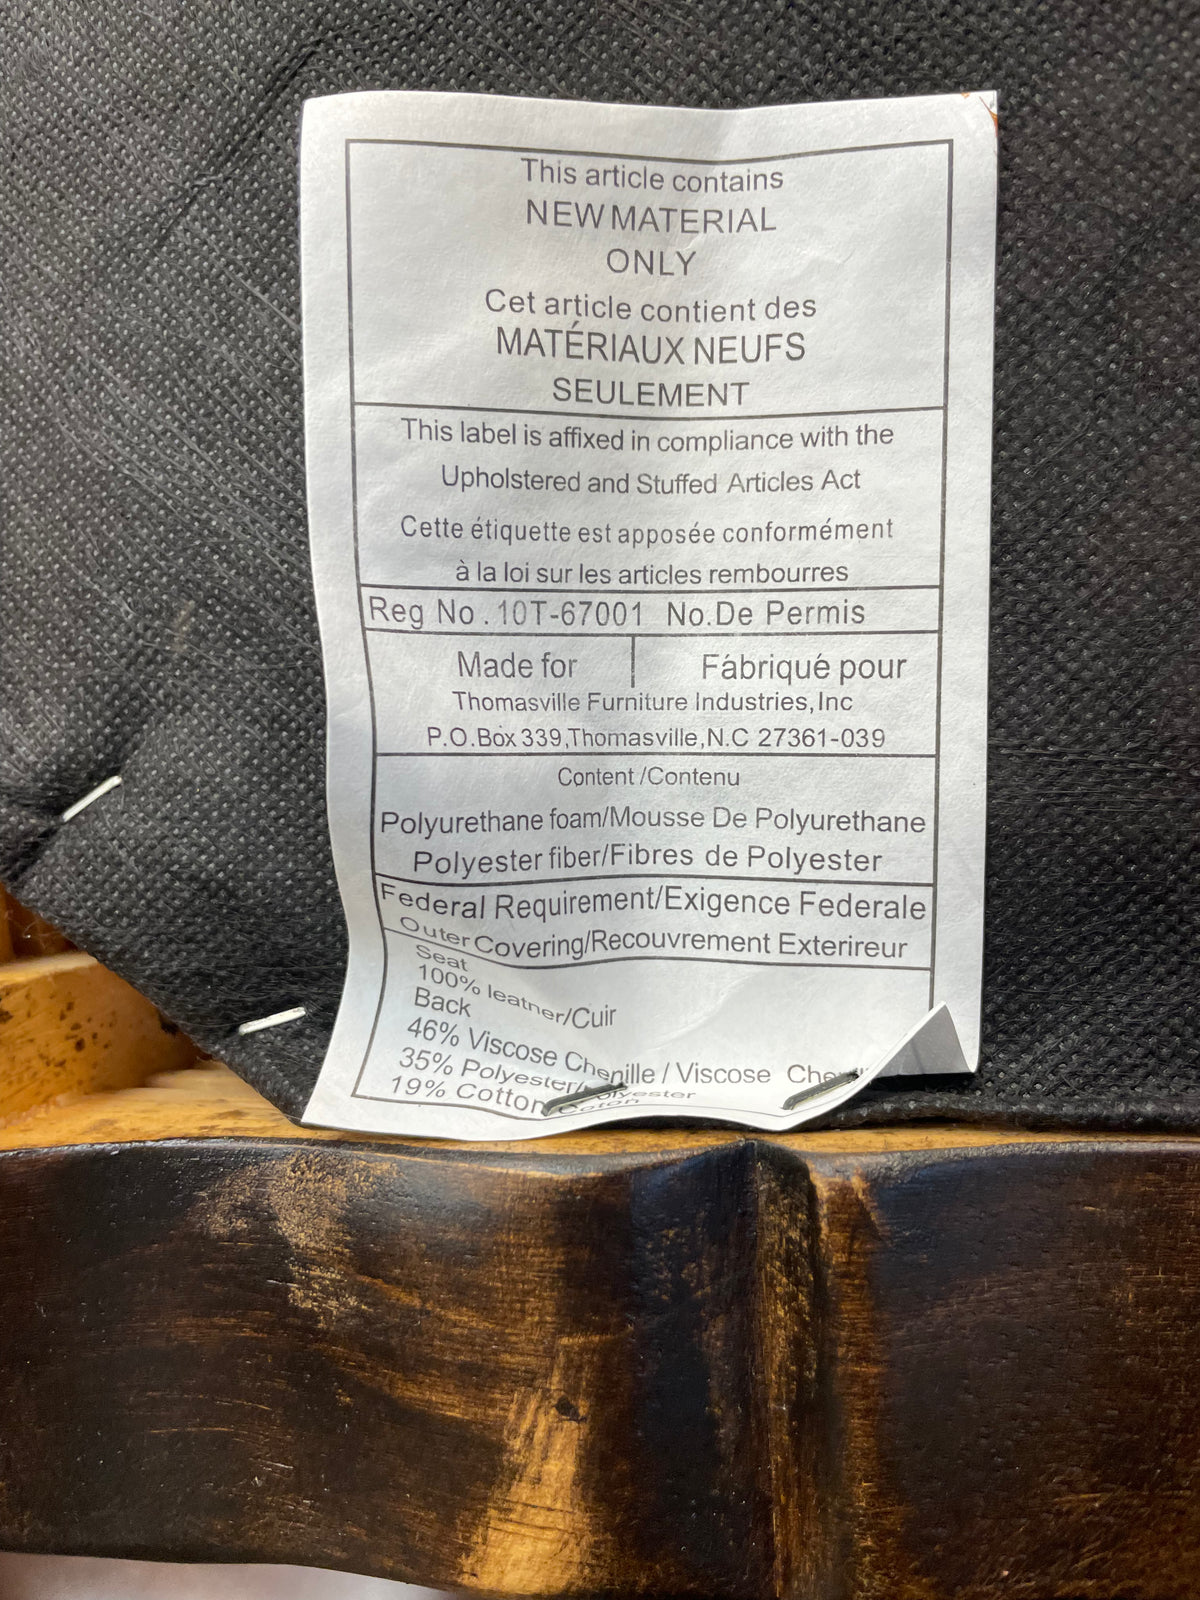 This article contains
NEW MATERIAL
ONLY
Cet article contient des
MATÉRIAUX NEUFS
SEULEMENT
This label is affixed in compliance with the
Upholstered and Stuffed Articles Act
Cette étiquette est apposée conformément
à la loi sur les articles rembourres
Reg No. 10T-67001 No.De Permis
Made for Fábriqué pour
Thomasville Furniture Industries, Inc
P.O.Box 339,Thomasville,N.C 27361-039
Content /Contenu
Polyurethane foam/Mousse De Polyurethane
Polyester fiber/Fibres de Polyester
Federal Requirement/Exigence Federale
Outer Covering/Recouvrement Exterireur
Seat
100% leatner/Cuir
Back
46% Viscose Chenille / Viscose
35% Polyester/Polyester
19% Cotton Coton